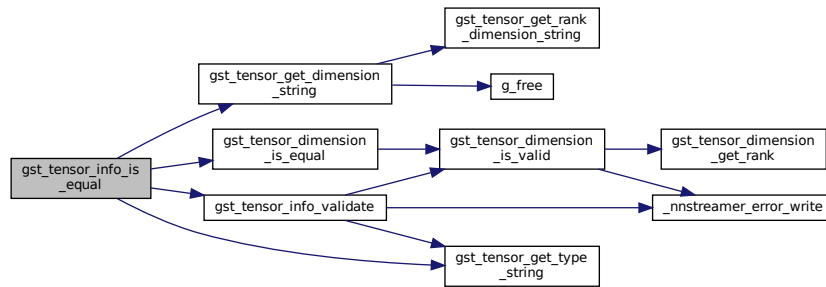 gst_tensor_info_is
_equal
gst_tensor_get_dimension
_string
gst_tensor_get_rank
_dimension_string
g_free
gst_tensor_dimension
_is_equal
gst_tensor_dimension
_is_valid
gst_tensor_dimension
_get_rank
gst_tensor_info_validate
_nnstreamer_error_write
gst_tensor_get_type
_string